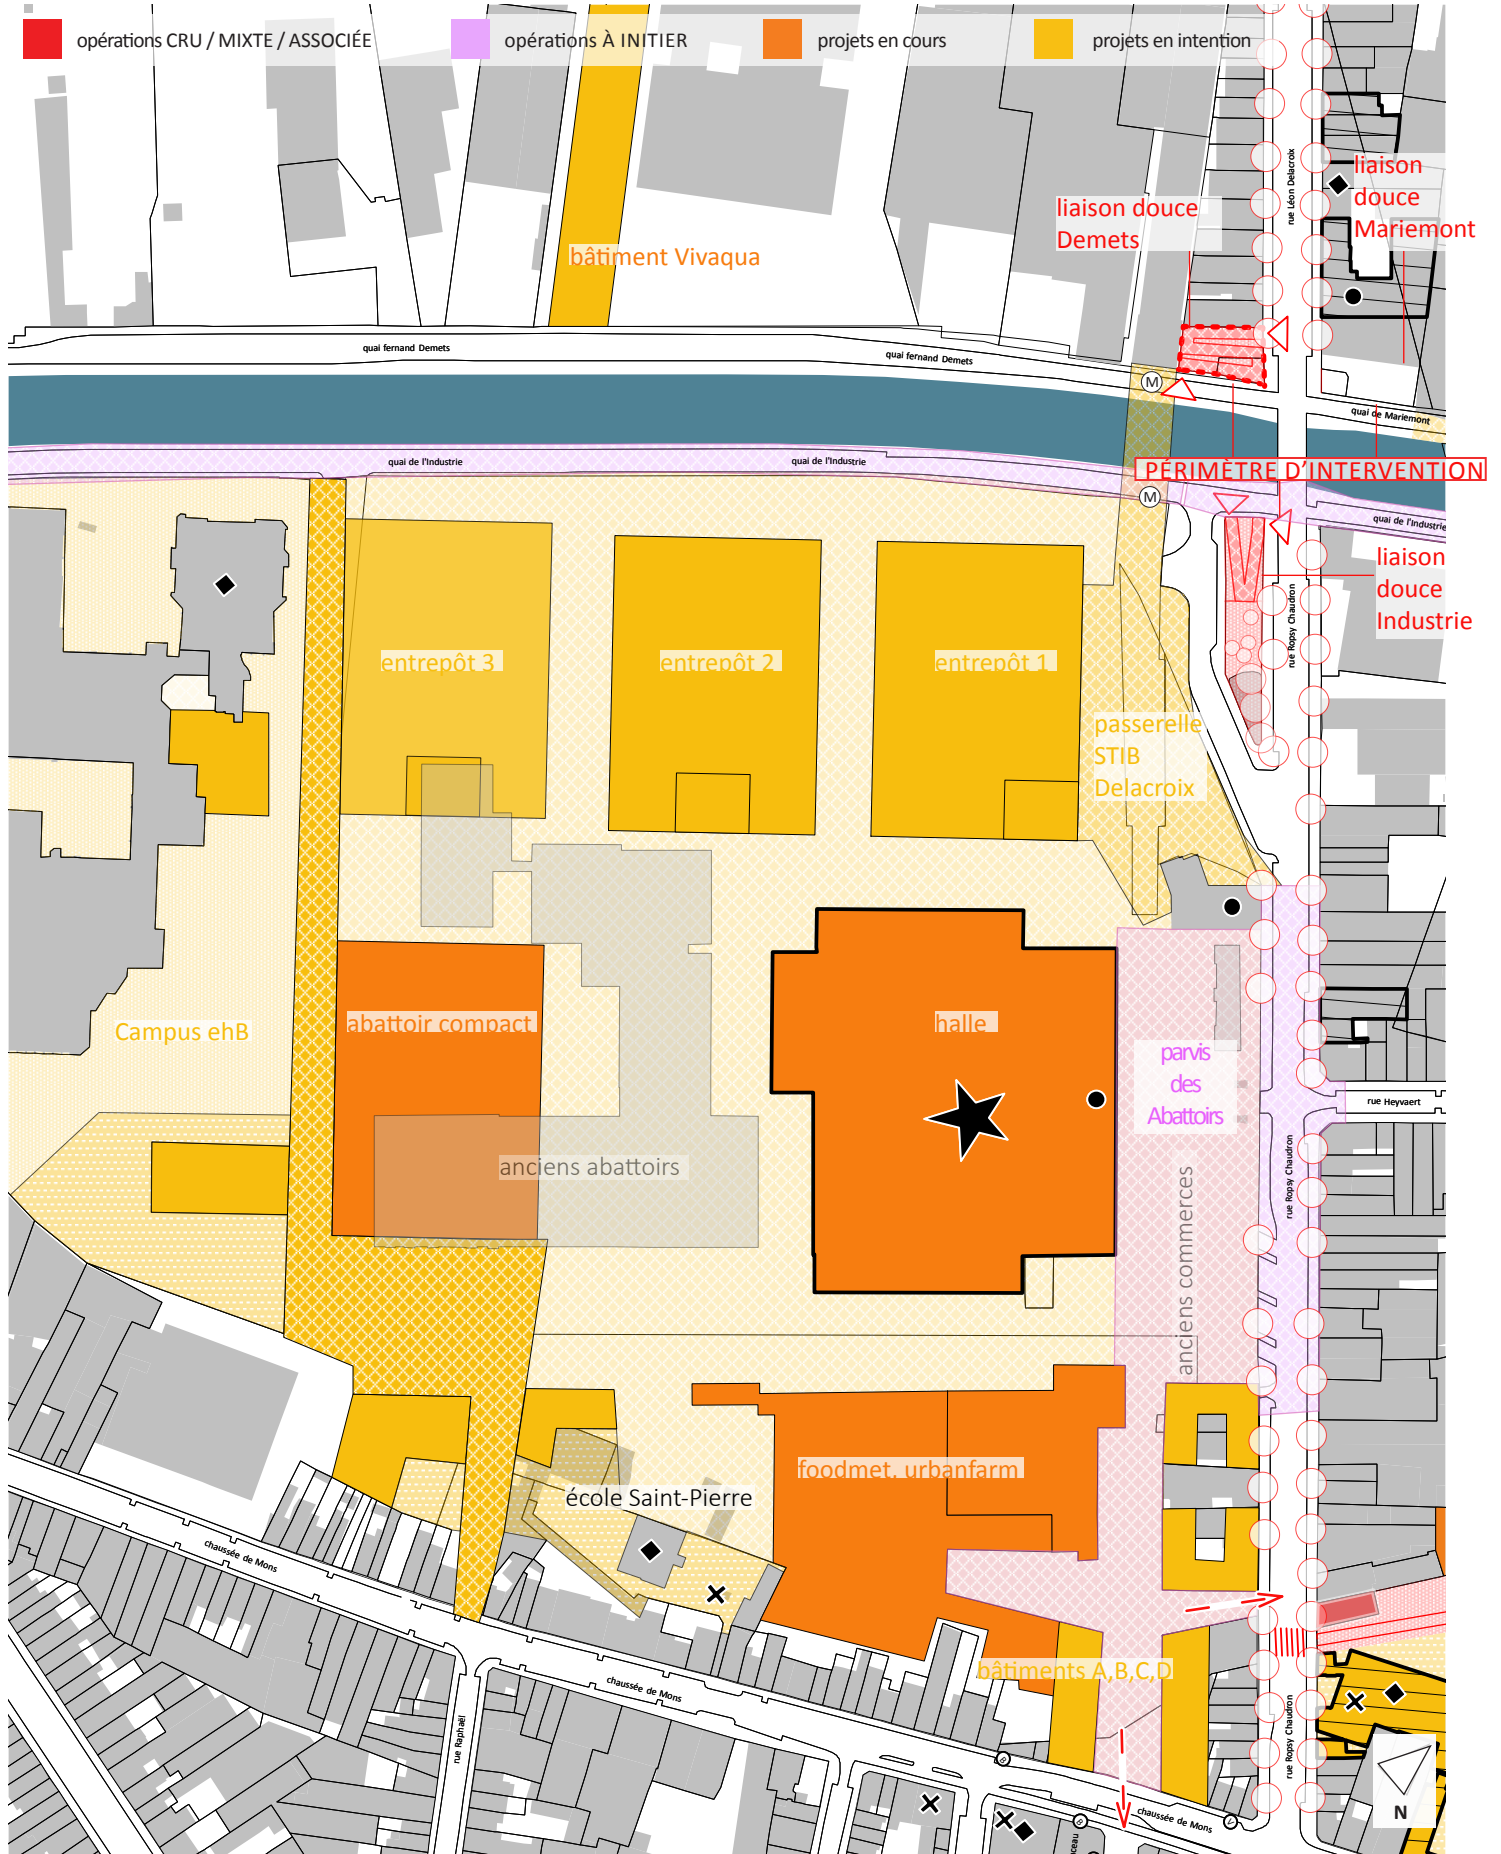 opérations CRU / MIXTE / ASSOCIÉE
opérations À INITIER
projets en cours
projets en intention
rue Léon Delacroix
liaison
douce
Mariemont
liaison douce
Demets
bâtiment Vivaqua
quai fernand Demets
quai fernand Demets
M
quai de Mariemont
quai de l'Industrie
quai de l'Industrie
PÉRIMÈTRE D'INTERVENTION
M
quai de l'Industrie
liaison
douce
Industrie
rue Ropsy Chaudron
entrepôt 3
entrepôt 2
entrepôt 1
passerelle
STIB
Delacroix
Campus ehB
abattoir compact
halle
parvis
des
Abattoirs
rue Heyvaert
anciens abattoirs
anciens commerces
rue Ropsy Chaudron
foodmet, urbanfarm
école Saint-Pierre
chaussée de Mons
bâtiments A,B,C,D
chaussée de Mons
rue Raphaël
rue Ropsy Chaudron
B
B
V
chaussée de Mons
N